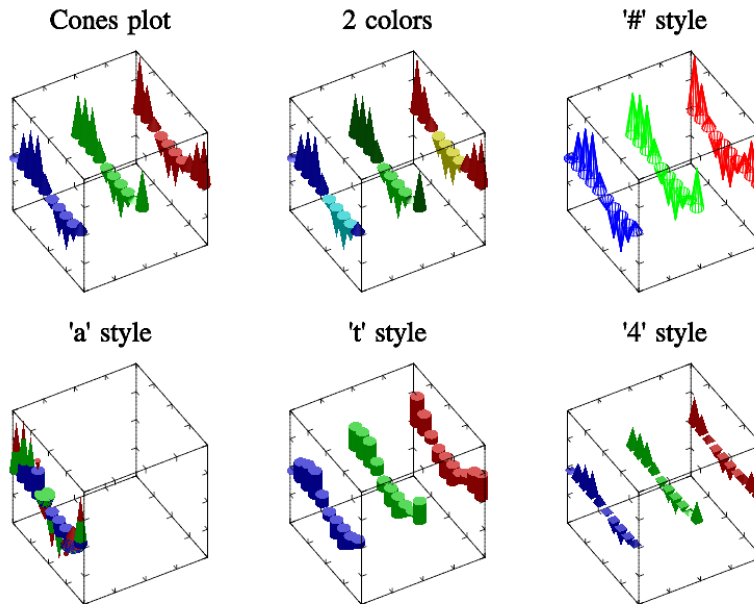 Cones plot
2 colors
'#' style
'a' style
't' style
'4' style